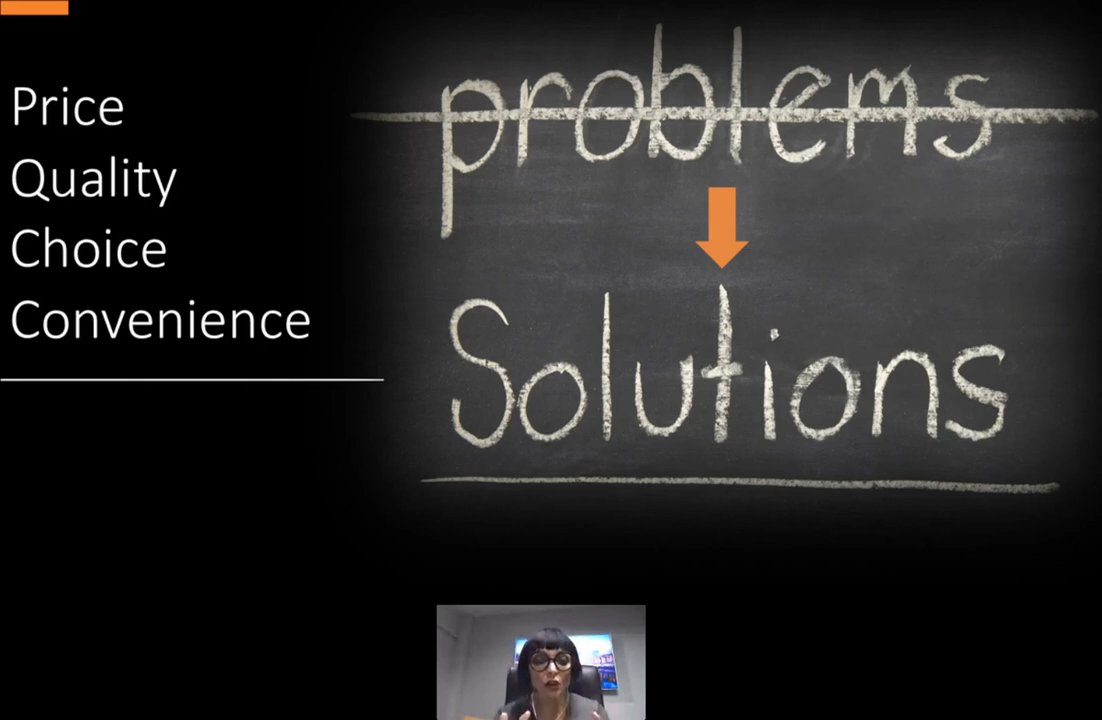 Price
Quality
Choice
Convenience
problems
Solutions